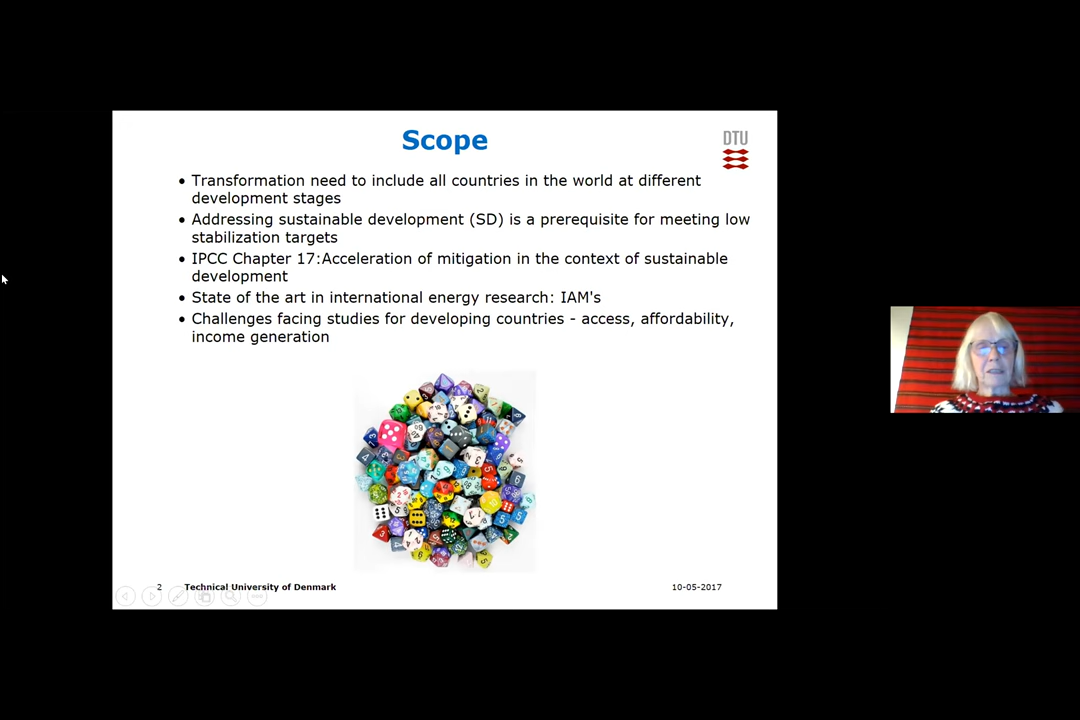 Scope
DTU
• Transformation need to include all countries in the world at different
development stages
• Addressing sustainable development (SD) is a prerequisite for meeting low
stabilization targets
• IPCC Chapter 17:Acceleration of mitigation in the context of sustainable
development
• State of the art in international energy research: IAM's
• Challenges facing studies for developing countries - access, affordability,
income generation
2 Technical University of Denmark 10-05-2017